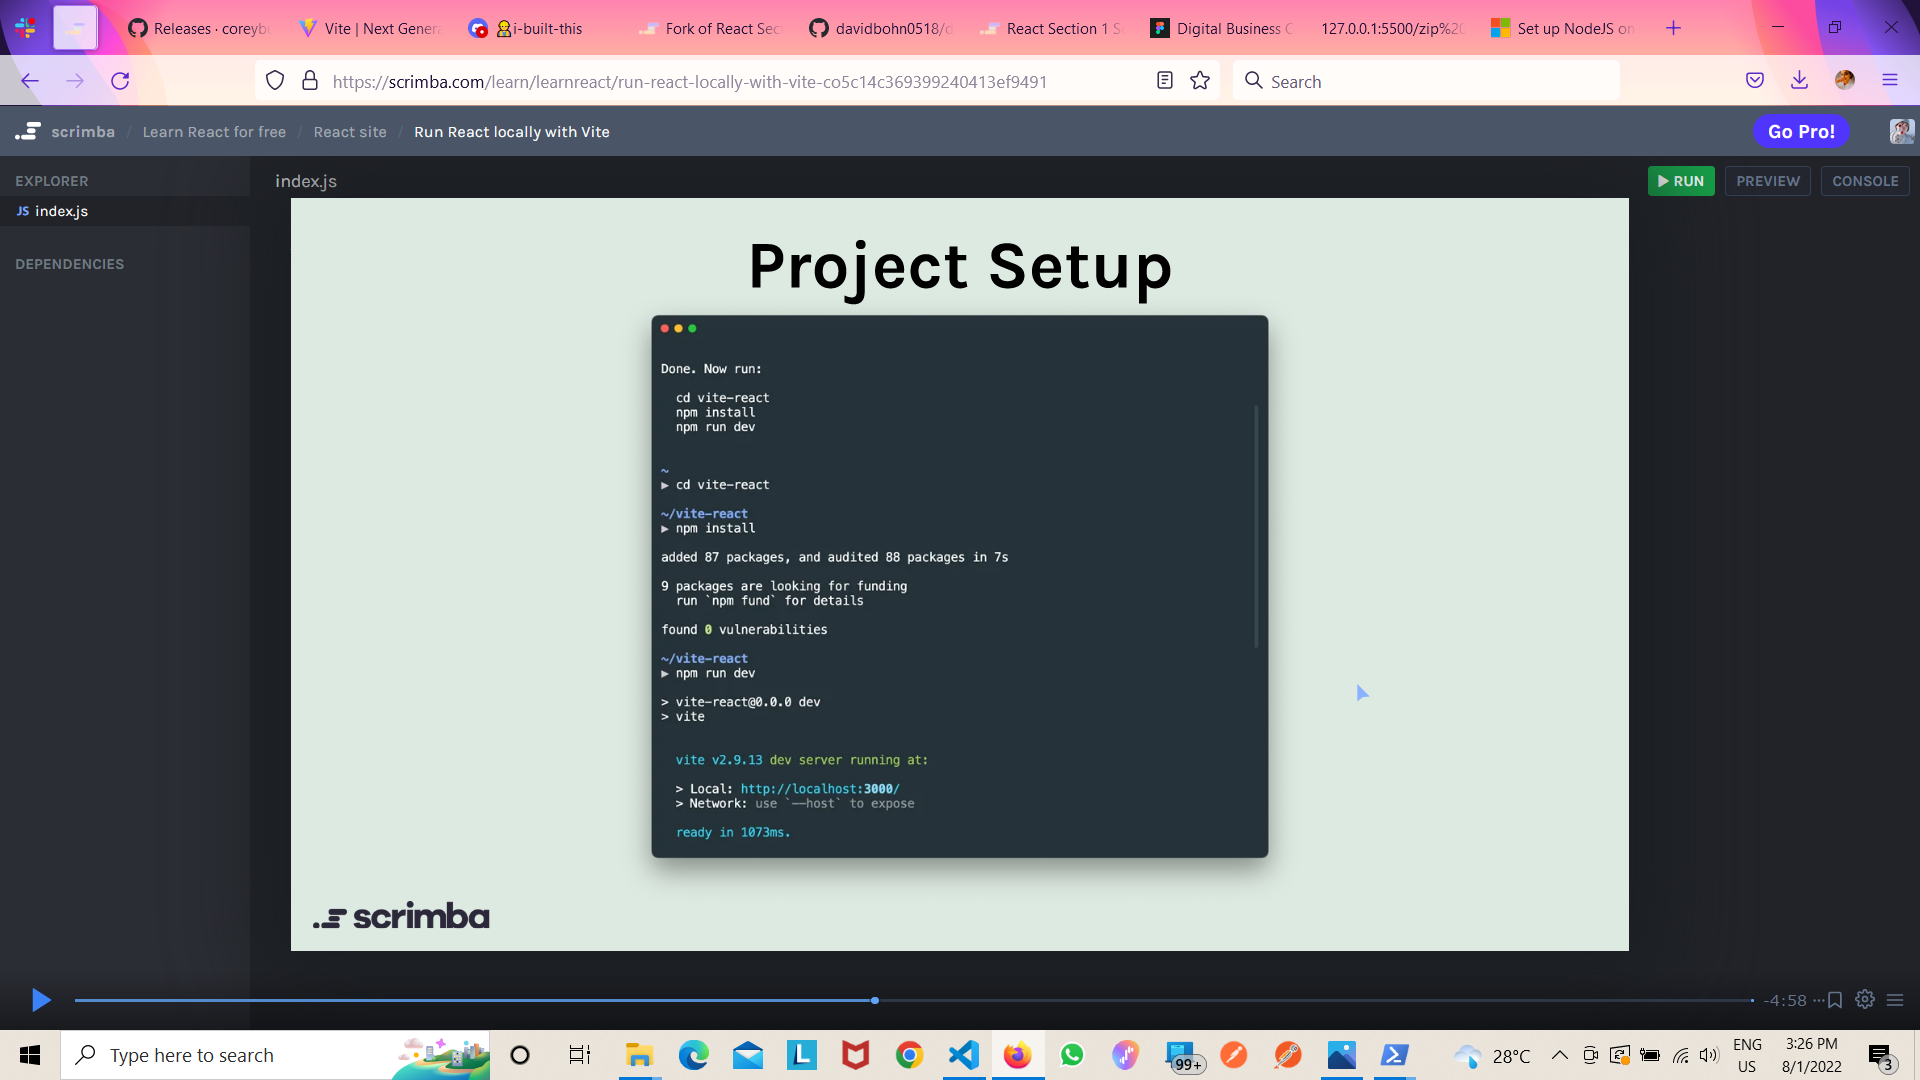 Releases · coreybu
Vite | Next Genera
i-built-this
Fork of React Sec
davidbohn0518/d
React Section 1 S
Digital Business C
127.0.0.1:5500/zip%20
Set up NodeJS on
https://scrimba.com/learn/learnreact/run-react-locally-with-vite-co5c14c369399240413ef9491
Search
scrimba / Learn React for free / React site / Run React locally with Vite
Go Pro!
EXPLORER
index.js
RUN
PREVIEW
CONSOLE
JS index.js
DEPENDENCIES
Project Setup
Done. Now run:
cd vite-react
npm install
npm run dev
~
▶ cd vite-react
~/vite-react
▶ npm install
added 87 packages, and audited 88 packages in 7s
9 packages are looking for funding
run `npm fund` for details
found 0 vulnerabilities
~/vite-react
▶ npm run dev
> vite-react@0.0.0 dev
> vite
vite v2.9.13 dev server running at:
> Local: http://localhost:3000/
> Network: use `--host` to expose
ready in 1073ms.
scrimba
-4:58
Type here to search
L
99+
28°C
ENG
US
3:26 PM
8/1/2022
3